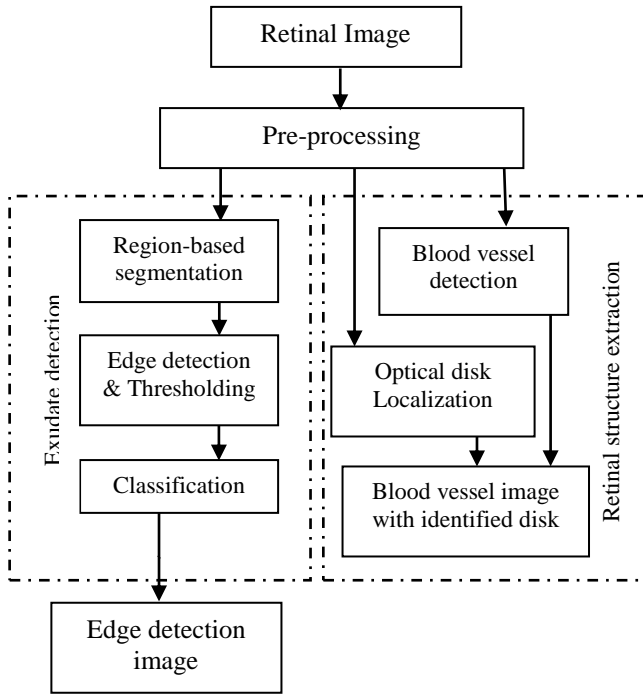 Retinal Image
Pre-processing
Exudate detection
Region-based
segmentation
Edge detection
& Thresholding
Classification
Edge detection
image
Blood vessel
detection
Optical disk
Localization
Blood vessel image
with identified disk
Retinal structure extraction